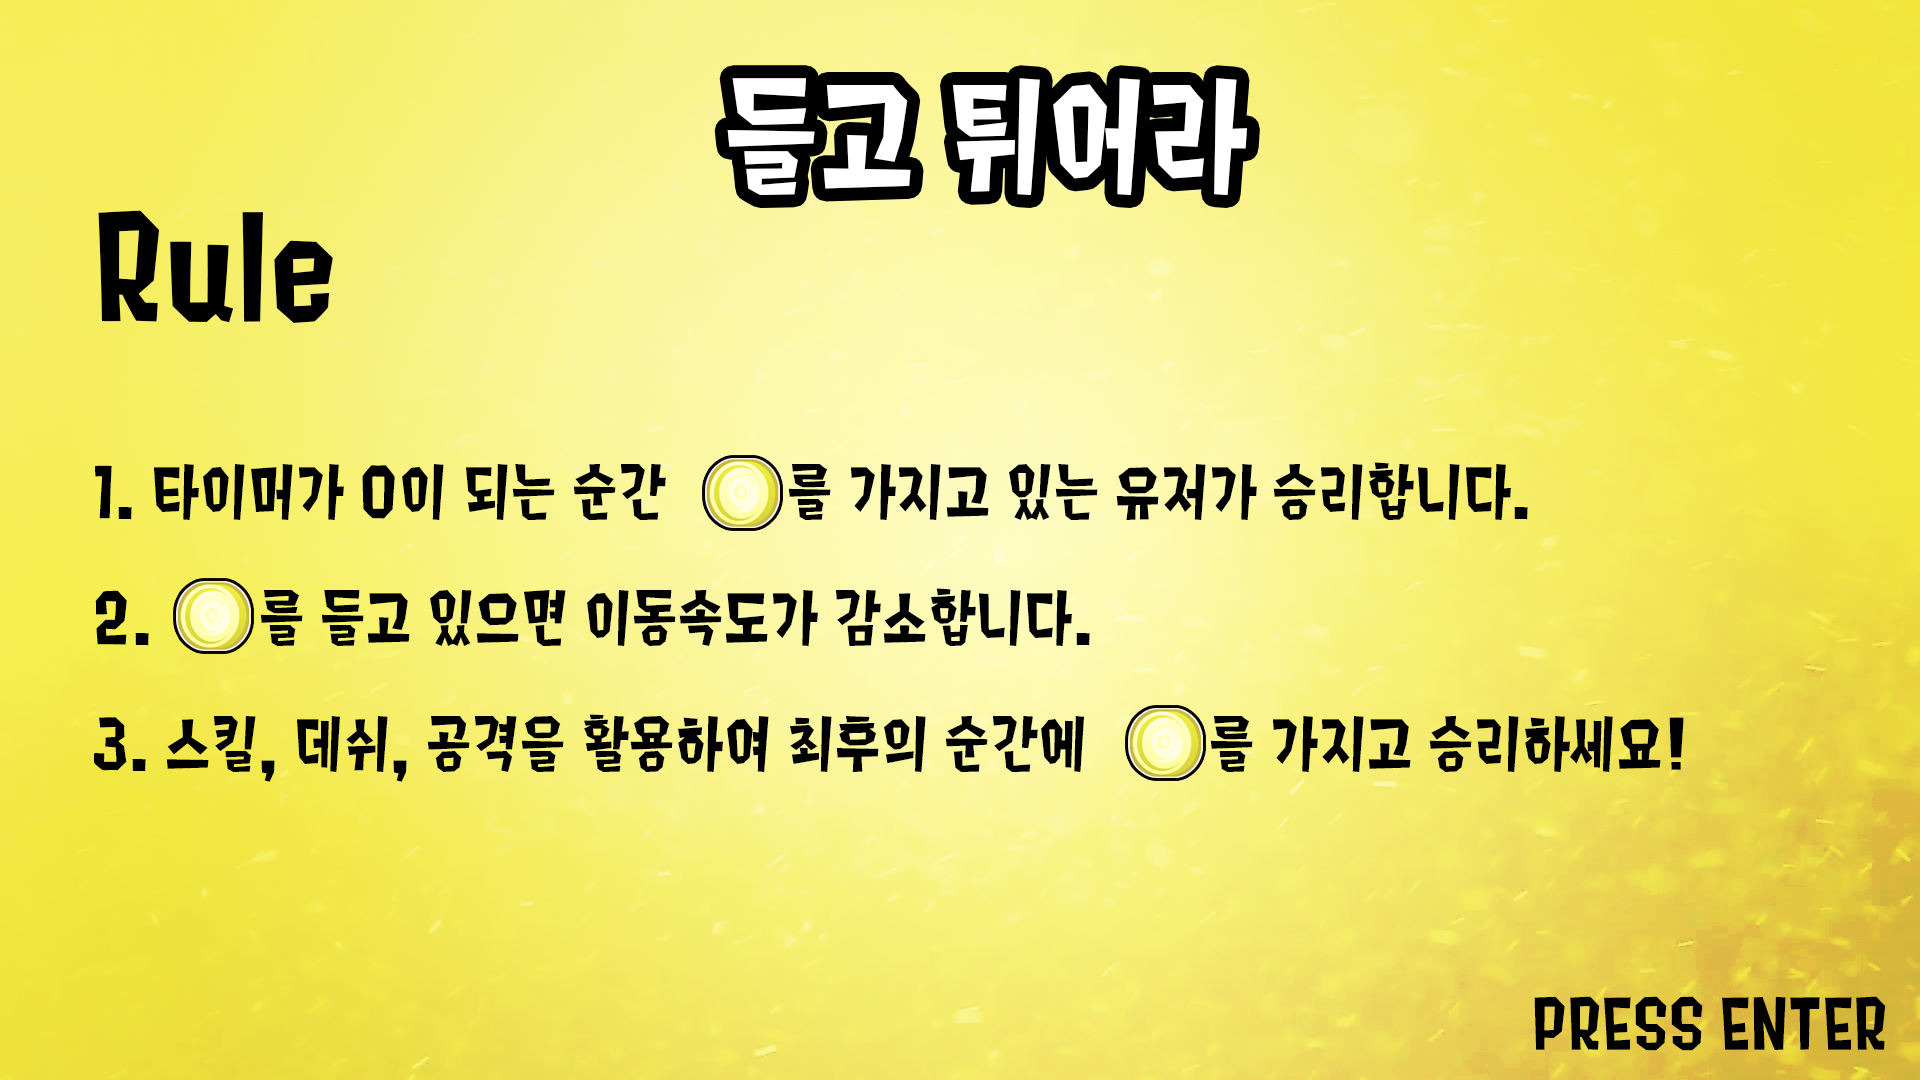 들고 튀어라
Rule
1. 타이머가 0이 되는 순간 를 가지고 있는 유저가 승리합니다.
2. 를 들고 있으면 이동속도가 감소합니다.
3. 스킬, 데쉬, 공격을 활용하여 최후의 순간에 를 가지고 승리하세요!
PRESS ENTER